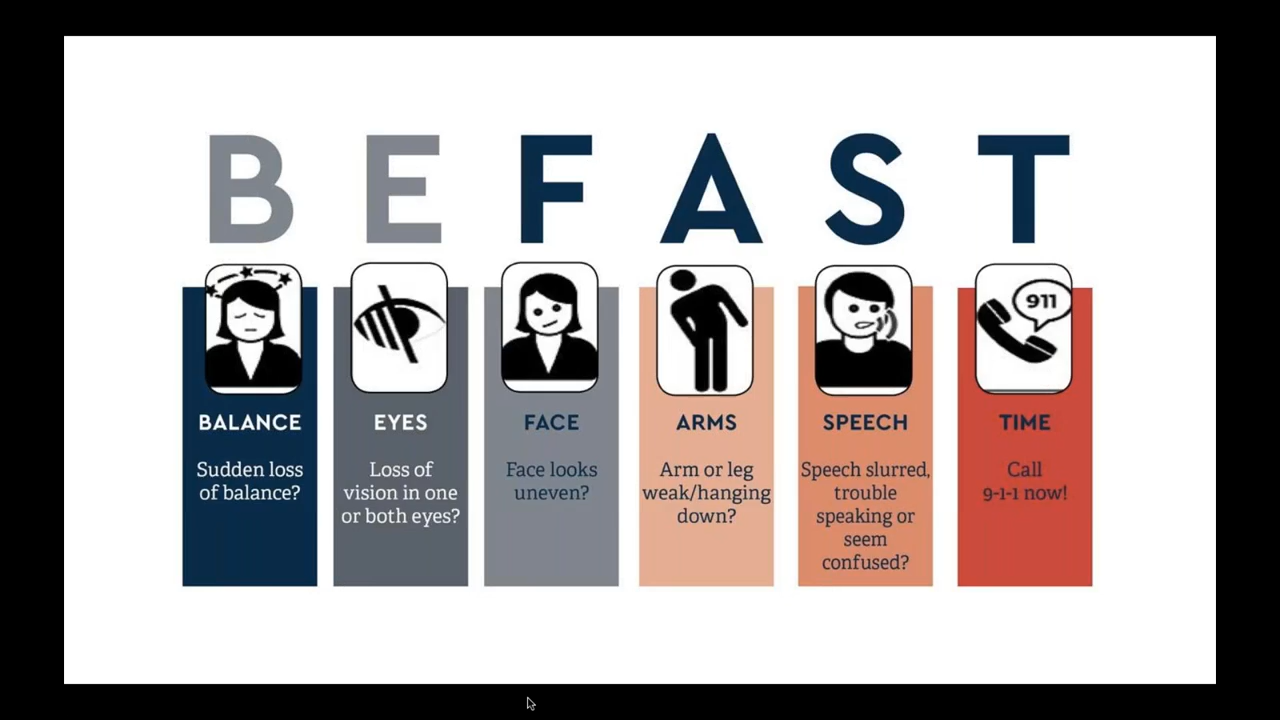 B E F A S T
911
BALANCE
Sudden loss
of balance?
EYES
Loss of
vision in one
or both eyes?
FACE
Face looks
uneven?
ARMS
Arm or leg
weak/hanging
down?
SPEECH
Speech slurred,
trouble
speaking or
seem
confused?
TIME
Call
9-1-1 now!